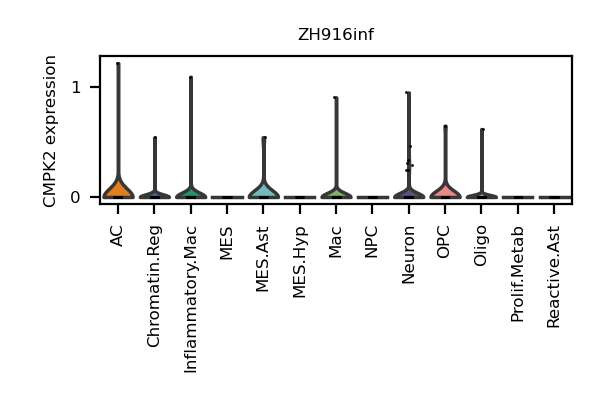 ZH916inf
CMPK2 expression
1
0
AC
Chromatin.Reg
Inflammatory.Mac
MES
MES.Ast
MES.Hyp
Mac
NPC
Neuron
OPC
Oligo
Prolif.Metab
Reactive.Ast